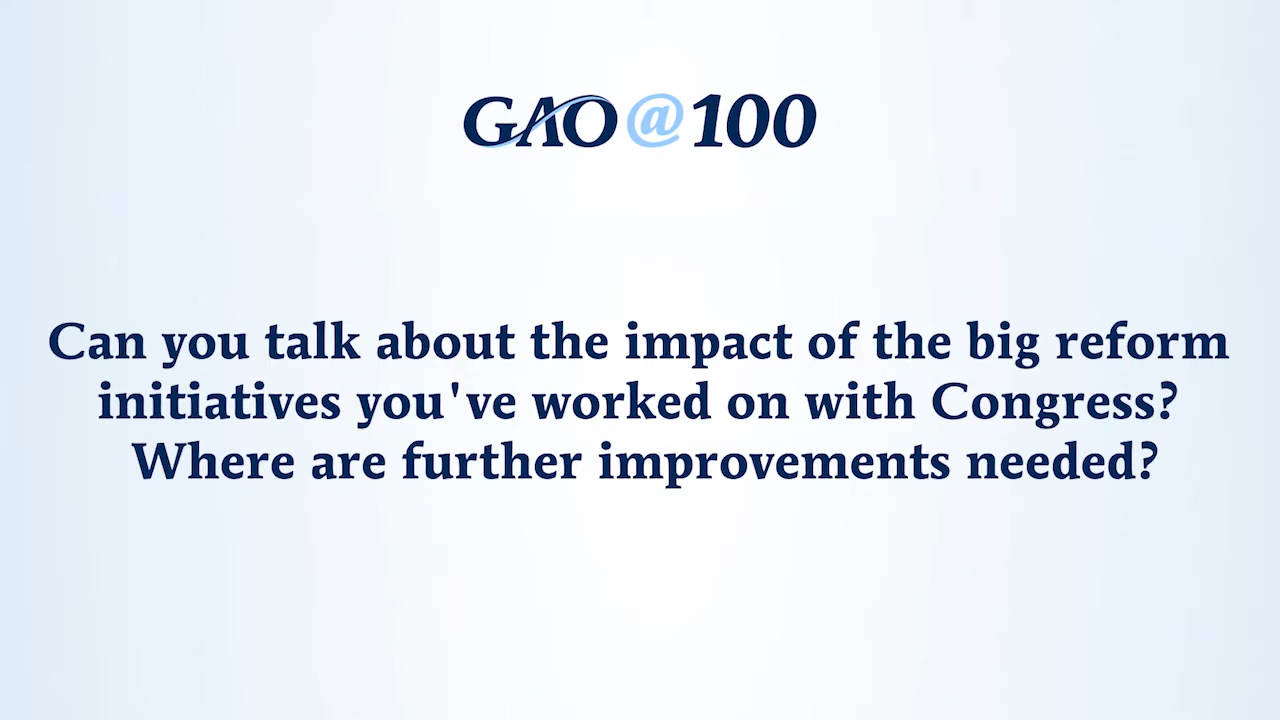 GAO@100
Can you talk about the impact of the big reform
initiatives you've worked on with Congress?
Where are further improvements needed?